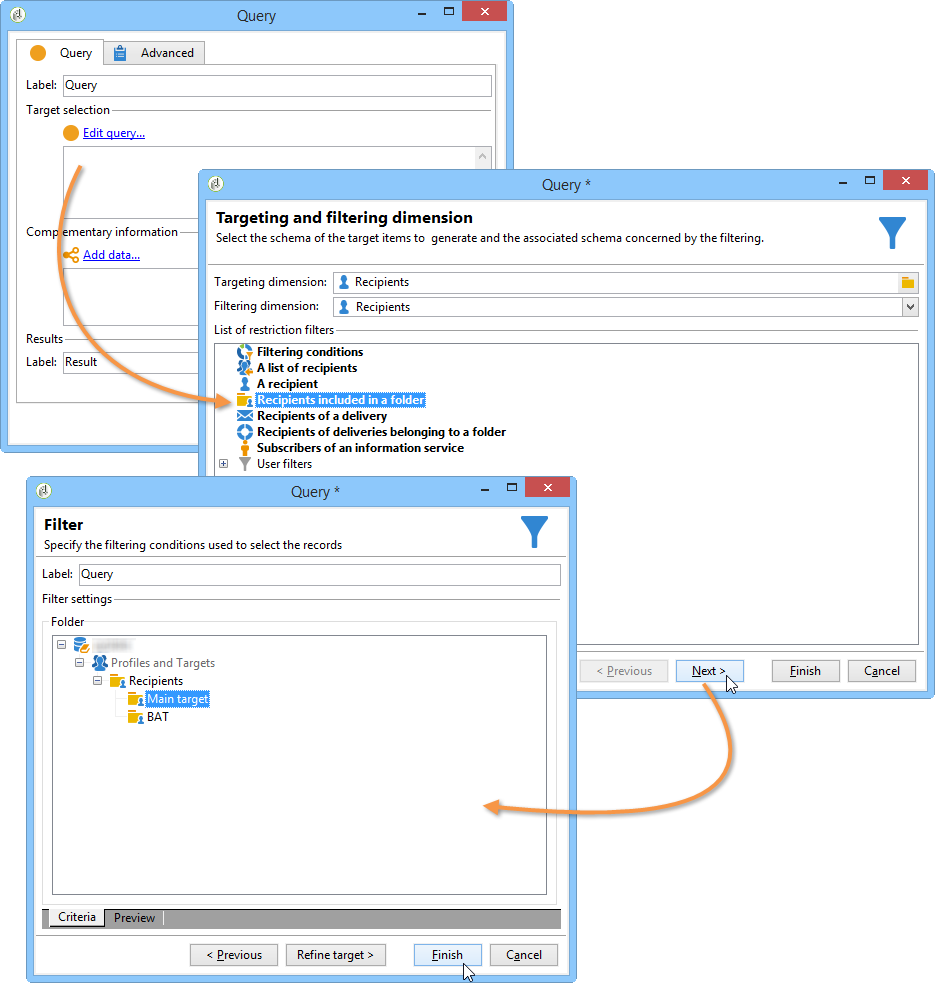 Query
Query
Advanced
Label: Query
Target selection
Edit query...
Complementary information
Add data...
Results
Label: Result
Query *
Targeting and filtering dimension
Select the schema of the target items to generate and the associated schema concerned by the filtering.
Targeting dimension: Recipients
Filtering dimension: Recipients
List of restriction filters
Filtering conditions
A list of recipients
A recipient
Recipients included in a folder
Recipients of a delivery
Recipients of deliveries belonging to a folder
Subscribers of an information service
User filters
< Previous
Next >
Finish
Cancel
Query *
Filter
Specify the filtering conditions used to select the records
Label: Query
Filter settings
Folder
Profiles and Targets
Recipients
Main target
BAT
Criteria
Preview
< Previous
Refine target >
Finish
Cancel